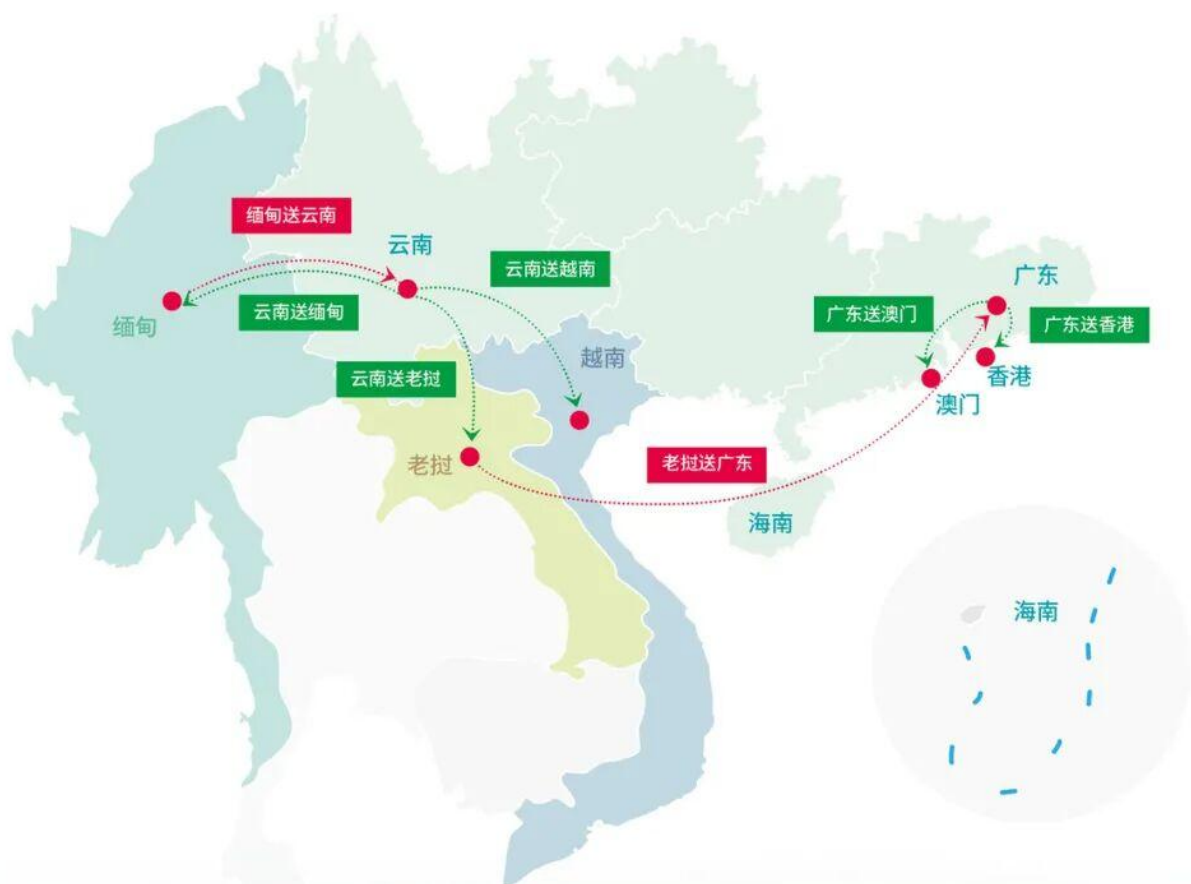 缅甸送云南
云南
云南送越南
广东
云南送缅甸
广东送澳门
广东送香港
缅甸
越南
云南送老挝
香港
澳门
老挝
老挝送广东
海南
海南